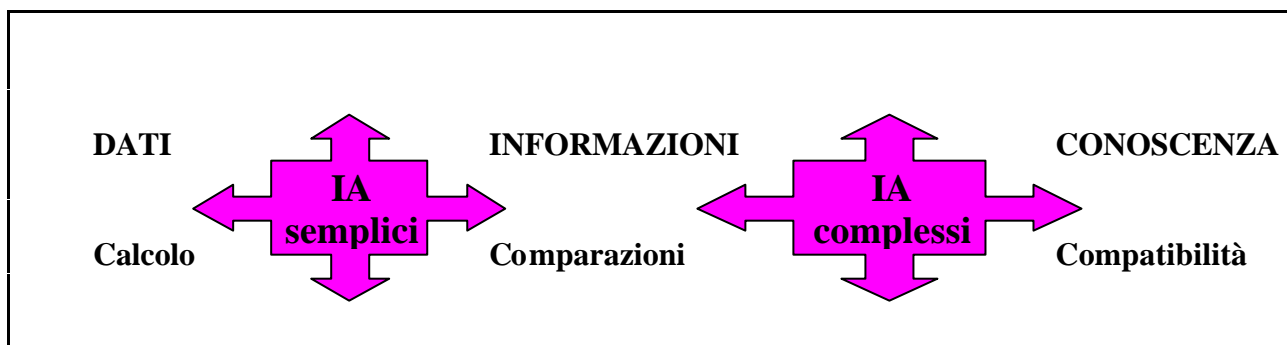 DATI
INFORMAZIONI
CONOSCENZA
IA
semplici
IA
complessi
Calcolo
Comparazioni
Compatibilità